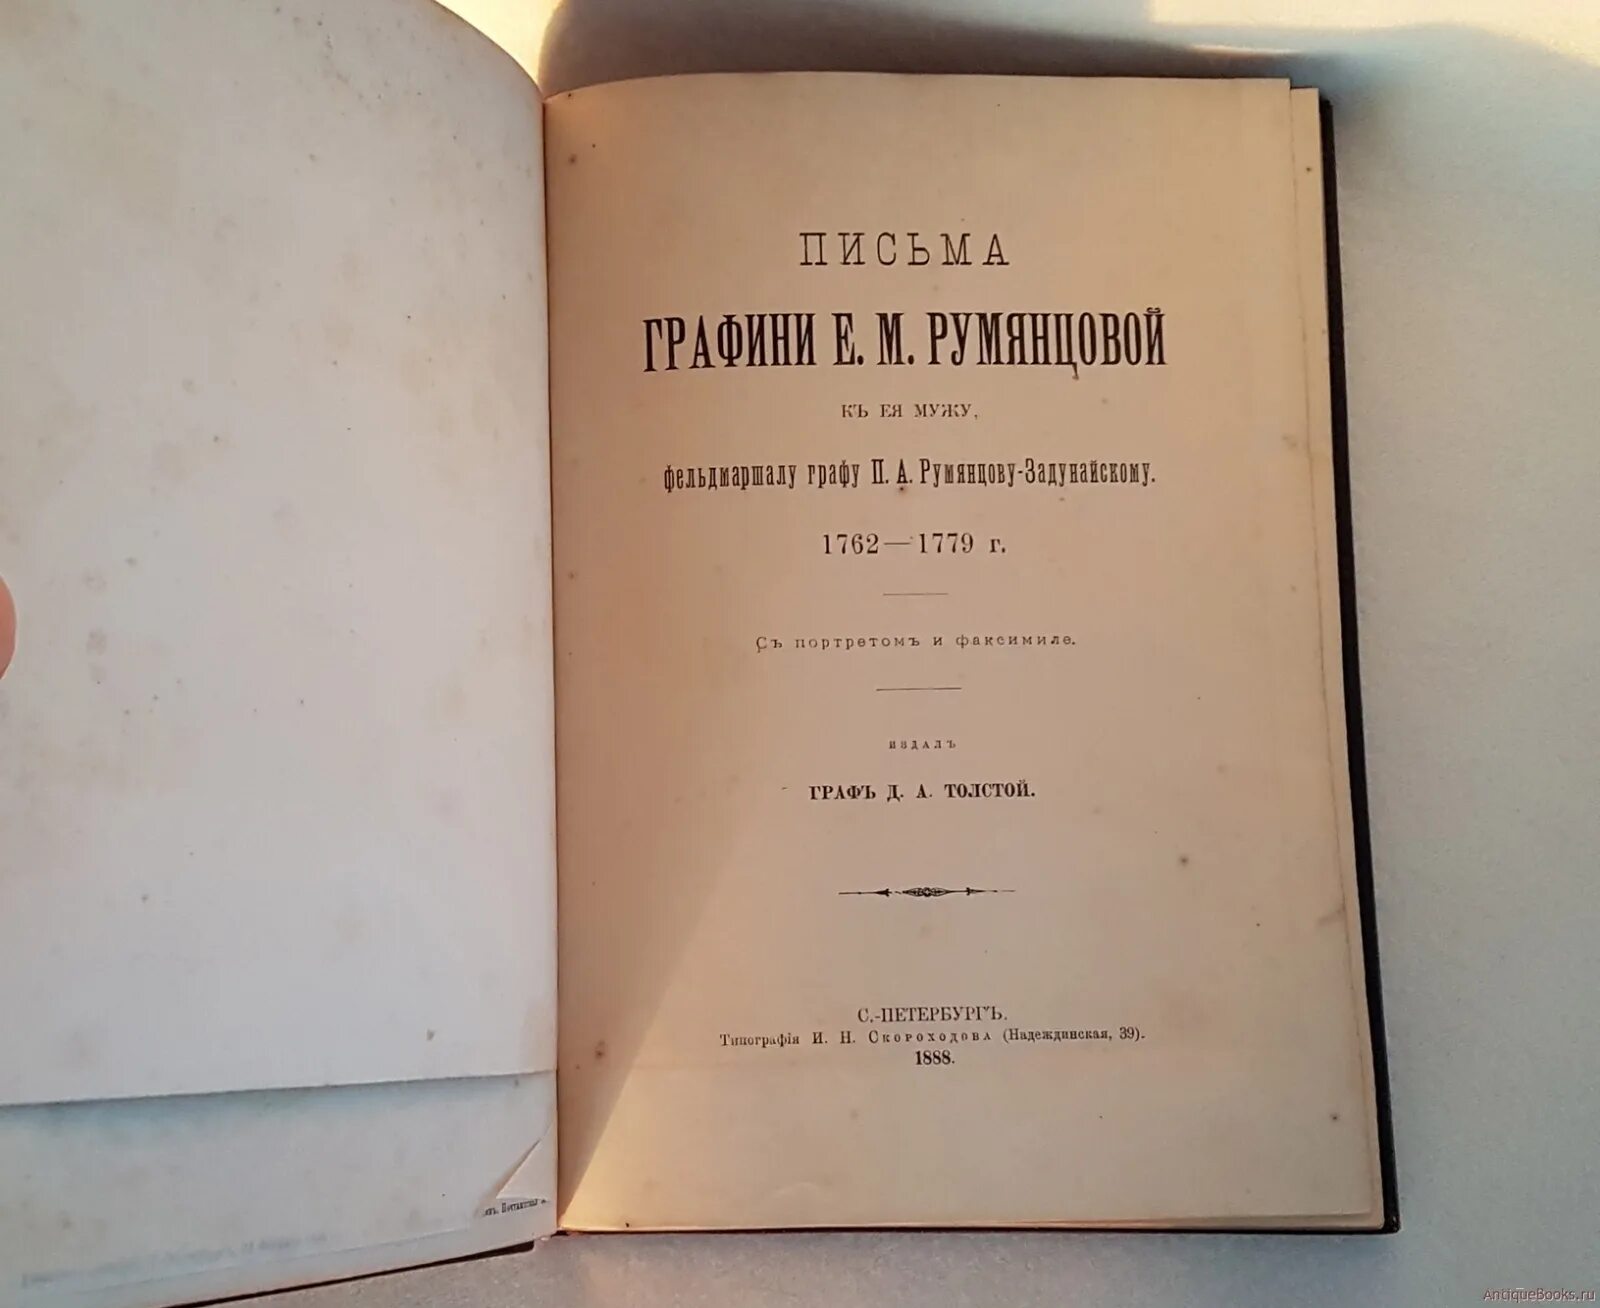 ПИСЬМА
ГРАФИНИ Е. М. РУМЯНЦОВОЙ
КЪ ЕЯ МУЖУ,
фельдмаршалу графу П. А. Румянцову-Задунайскому.
1762—1779 г.
Съ портретомъ и факсимиле.
ИЗДАЛЪ
ГРАФЪ Д. А. ТОЛСТОЙ.
С.-ПЕТЕРБУРГЪ.
Типографія И. Н. Скороходова (Надеждинская, 39).
1888.
AntiqueBooks.ru